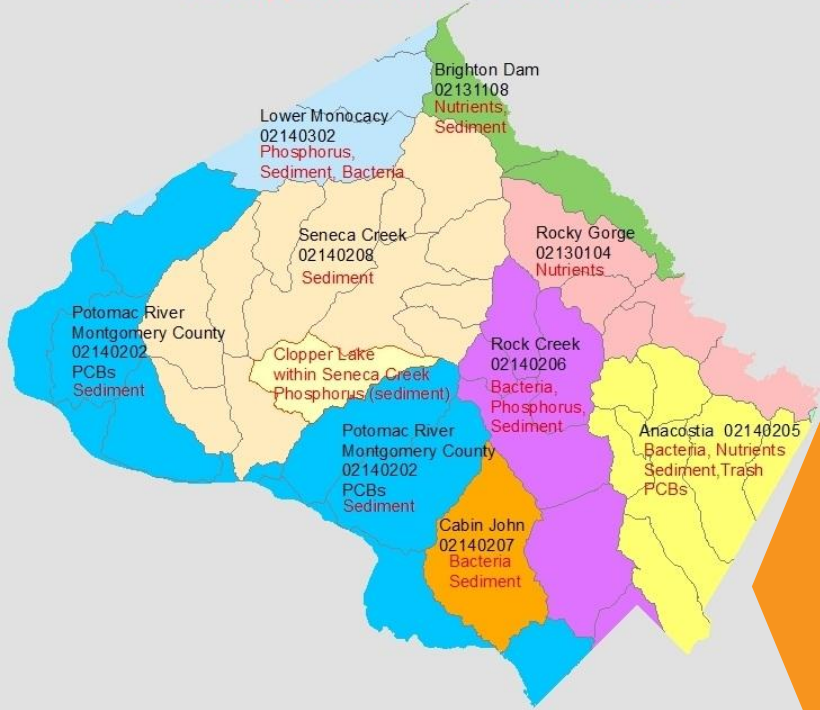 Brighton Dam
02131108
Nutrients,
Sediment
Lower Monocacy
02140302
Phosphorus,
Sediment, Bacteria
Seneca Creek
02140208
Sediment
Rocky Gorge
02130104
Nutrients
Potomac River
Montgomery County
02140202
PCBs
Sediment
Clopper Lake
within Seneca Creek
Phosphorus (sediment)
Rock Creek
02140206
Bacteria,
Phosphorus,
Sediment
Potomac River
Montgomery County
02140202
PCBs
Sediment
Anacostia 02140205
Bacteria, Nutrients
Sediment,Trash
PCBs
Cabin John
02140207
Bacteria
Sediment